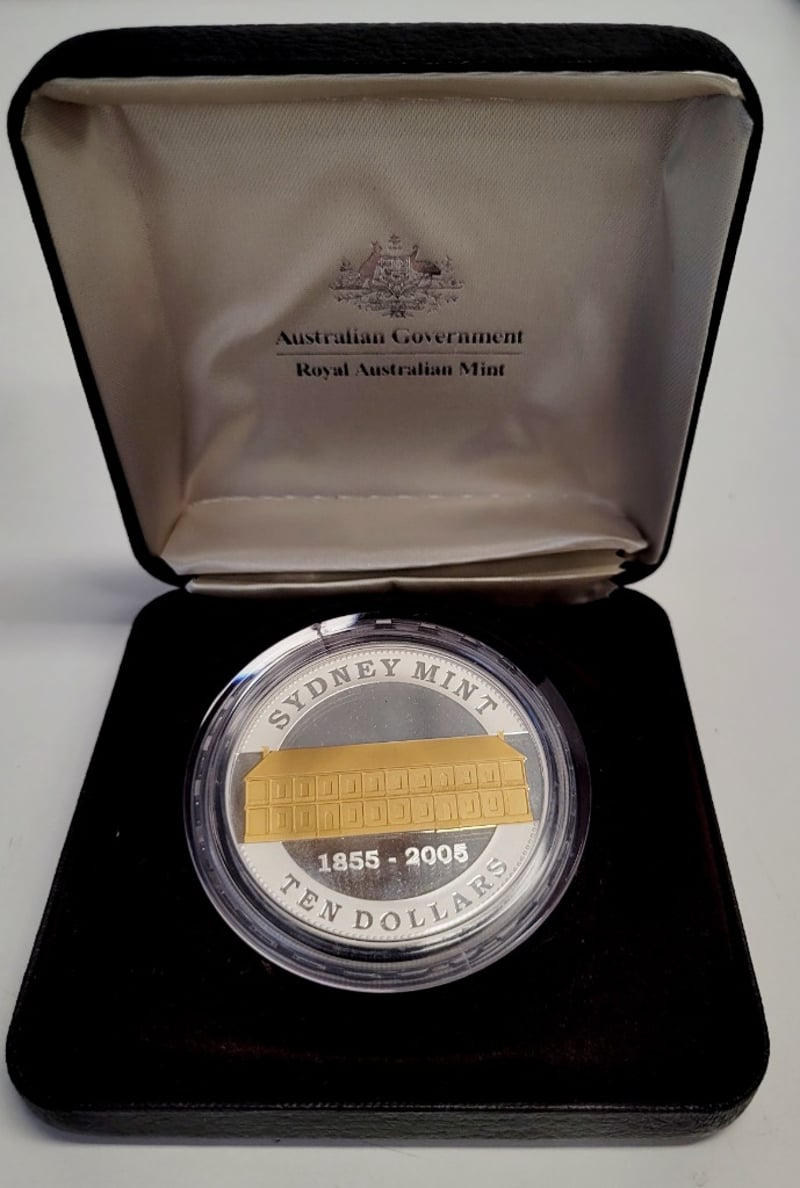 Australian Government
Royal Australian Mint
SYDNEY MINT
1855 - 2005
TEN DOLLARS